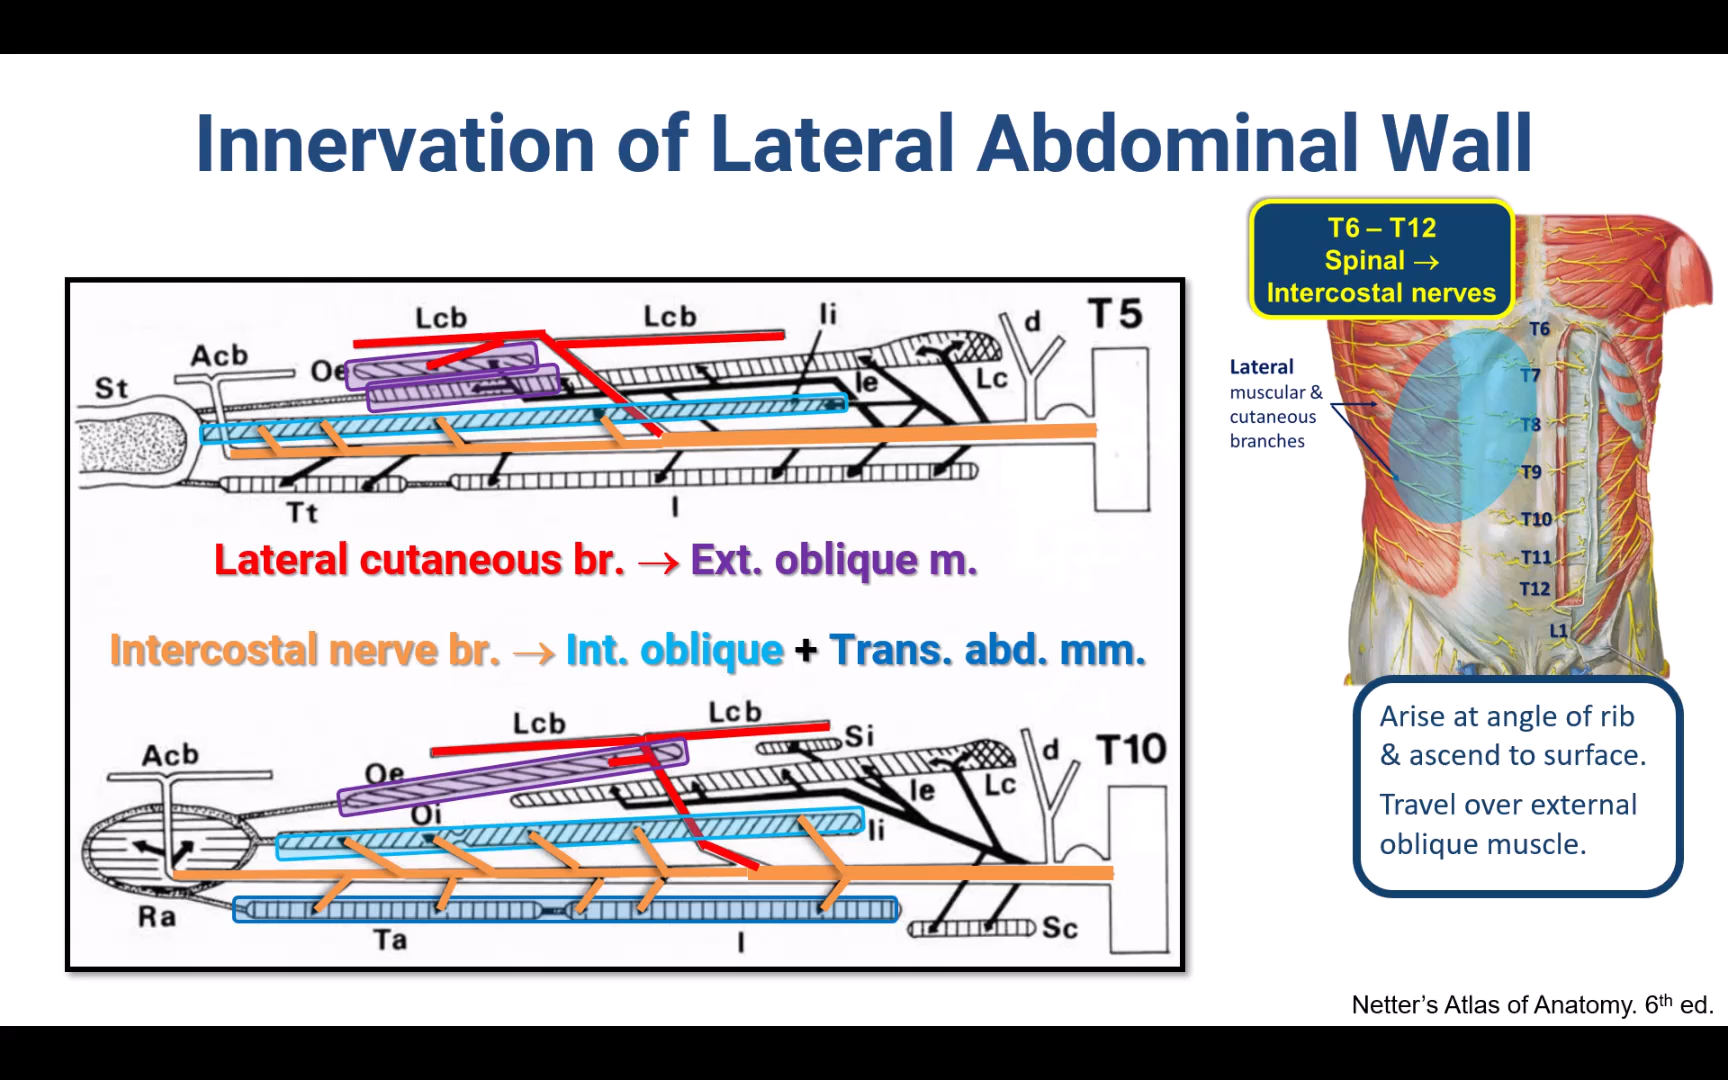 Innervation of Lateral Abdominal Wall
T6 – T12
Spinal →
Intercostal nerves
Lcb
Lcb
Ii
d
T5
Acb
Oe
St
Ie
Lc
Tt
I
Lateral cutaneous br. → Ext. oblique m.
Intercostal nerve br. → Int. oblique + Trans. abd. mm.
Lcb
Lcb
Si
d
T10
Acb
Oe
Oi
Ie
Lc
Ii
Ra
Ta
I
Sc
Lateral
muscular &
cutaneous
branches
T6
T7
T8
T9
T10
T11
T12
L1
Arise at angle of rib
& ascend to surface.
Travel over external
oblique muscle.
Netter’s Atlas of Anatomy. 6th ed.